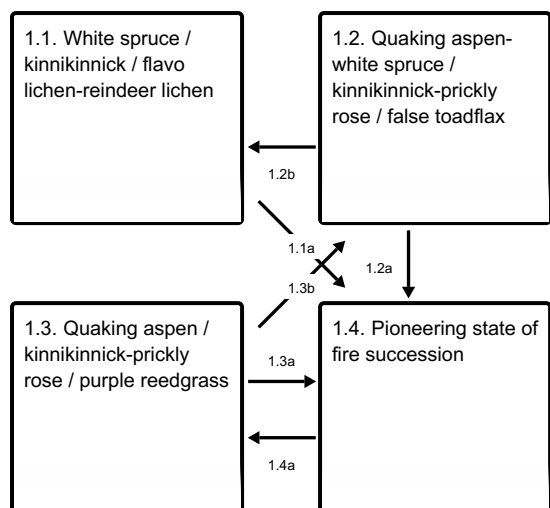 1.1. White spruce /
kinnikinnick / flavo
lichen-reindeer lichen
1.2. Quaking aspen-
white spruce /
kinnikinnick-prickly
rose / false toadflax
1.2b
1.1a
1.2a
1.3b
1.3. Quaking aspen /
kinnikinnick-prickly
rose / purple reedgrass
1.3a
1.4a
1.4. Pioneering state of
fire succession